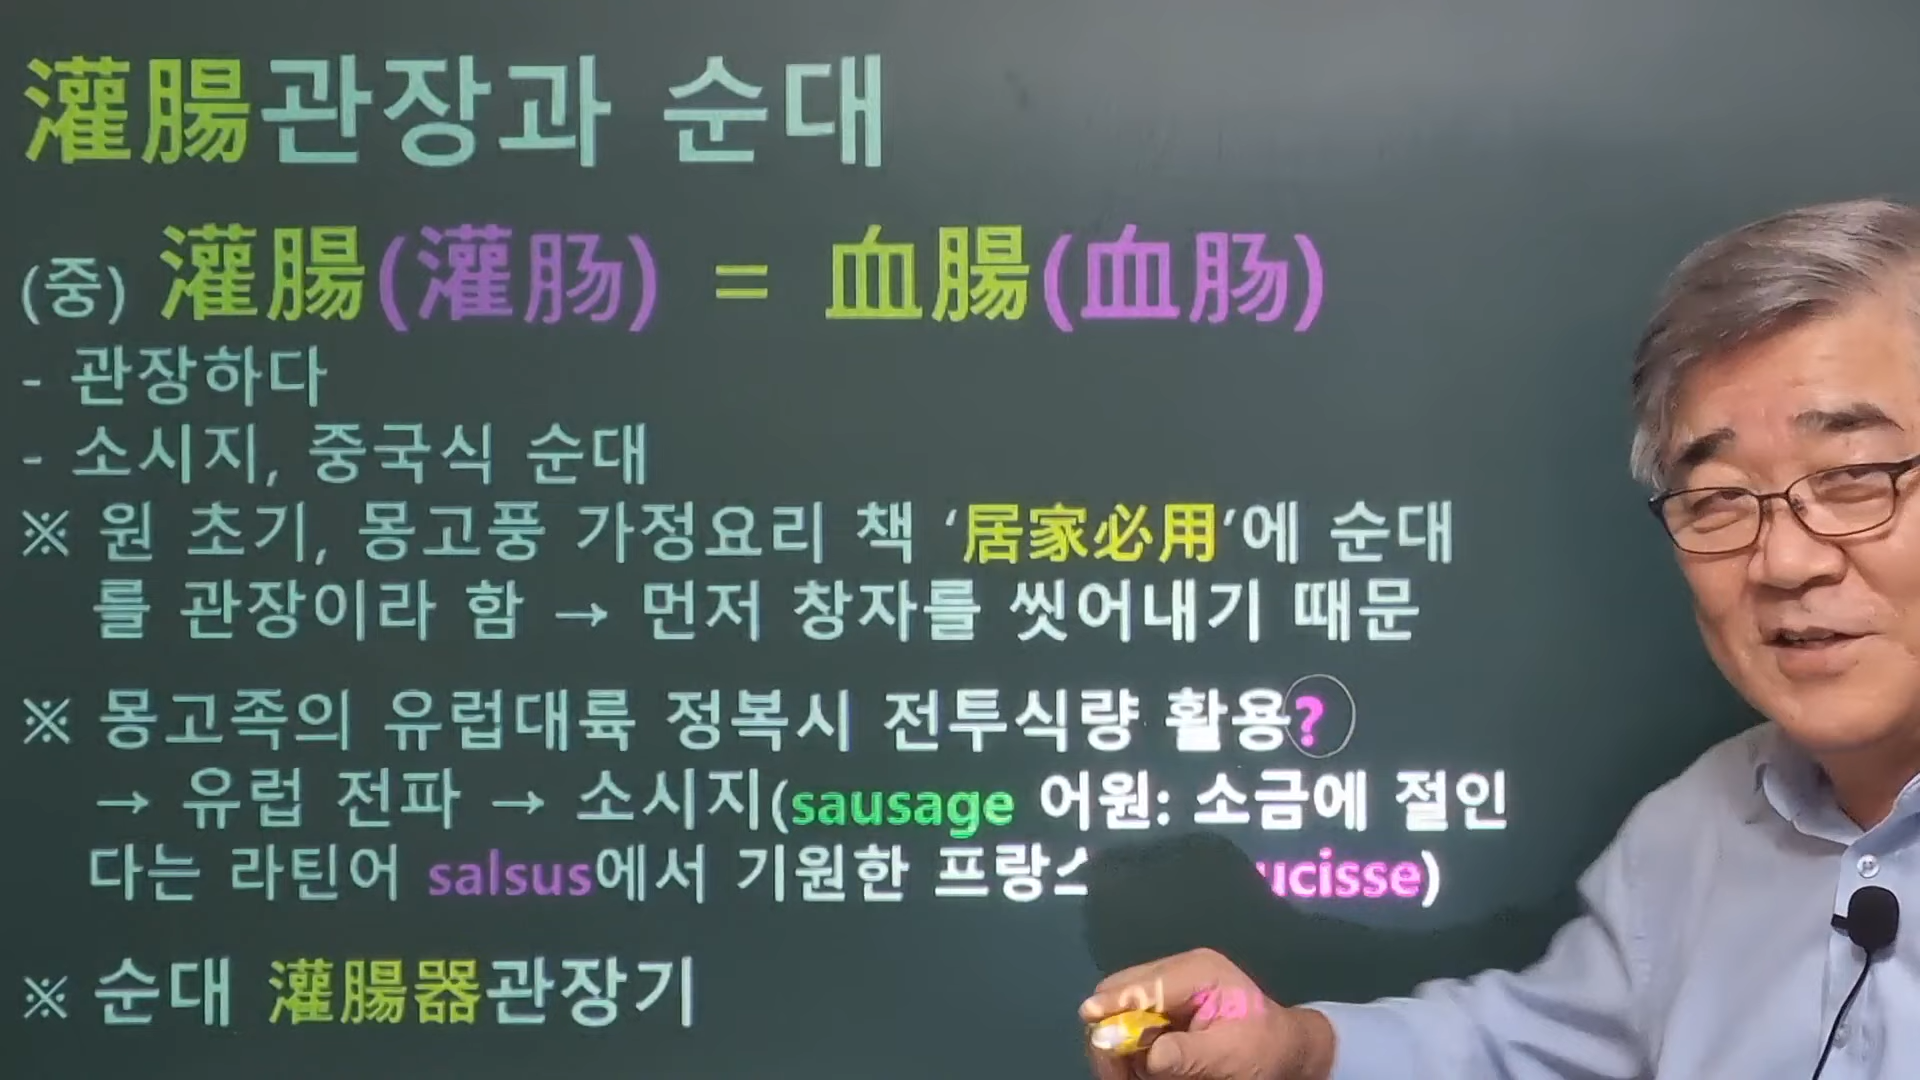 灌腸관장과 순대
(중) 灌腸(灌肠) = 血腸(血肠)
- 관장하다
- 소시지, 중국식 순대
※ 원 초기, 몽고풍 가정요리 책 ‘居家必用’에 순대
를 관장이라 함 → 먼저 창자를 씻어내기 때문
※ 몽고족의 유럽대륙 정복시 전투식량 활용?
→ 유럽 전파 → 소시지(sausage 어원: 소금에 절인
다는 라틴어 salsus에서 기원한 프랑스어 saucisse)
※ 순대 灌腸器관장기